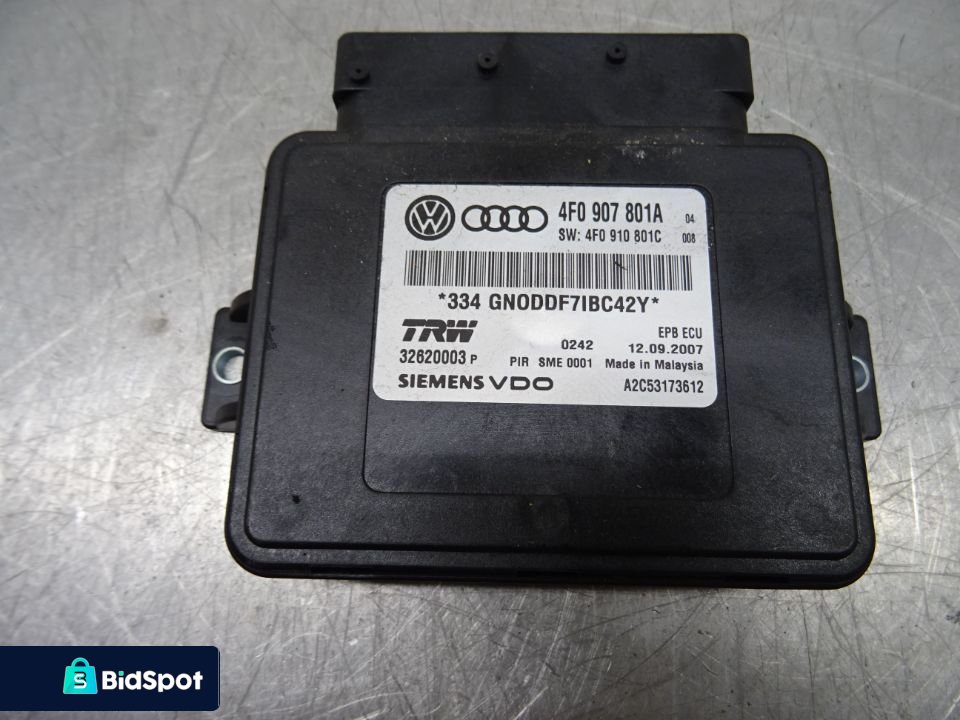 4F0 907 801A 04
SW: 4F0 910 801C 008
*334 GNODDF7IBC42Y*
TRW EPB ECU
0242 12.09.2007
32620003 P PIR SME 0001 Made in Malaysia
SIEMENS VDO A2C53173612
BidSpot